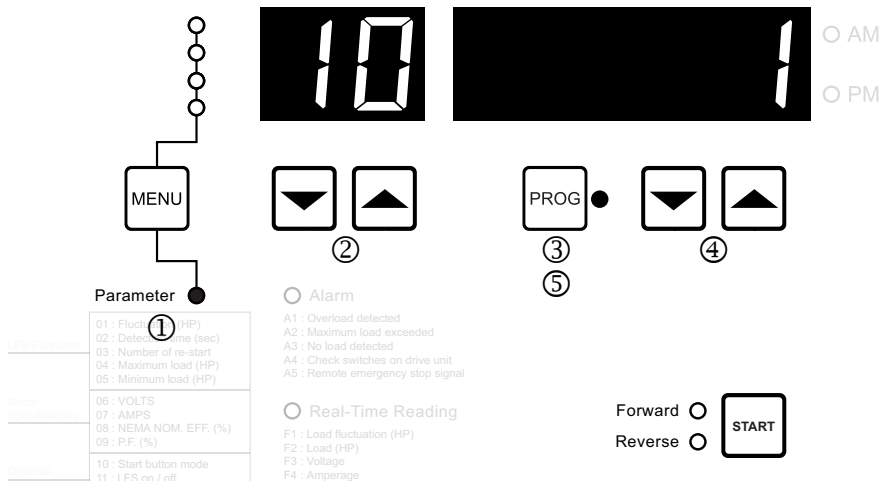 10
1
AM
PM
MENU
PROG
②
③
④
⑤
Parameter
①
Alarm
A1 : Overload detected
A2 : Maximum load exceeded
A3 : No load detected
A4 : Check switches on drive unit
A5 : Remote emergency stop signal
01 : Fluctuation (HP)
02 : Detection time (sec)
03 : Number of re-start
04 : Maximum load (HP)
05 : Minimum load (HP)
06 : VOLTS
07 : AMPS
08 : NEMA NOM. EFF. (%)
09 : P.F. (%)
10 : Start button mode
11 : LFS on / off
Real-Time Reading
F1 : Load fluctuation (HP)
F2 : Load (HP)
F3 : Voltage
F4 : Amperage
Forward
Reverse
START